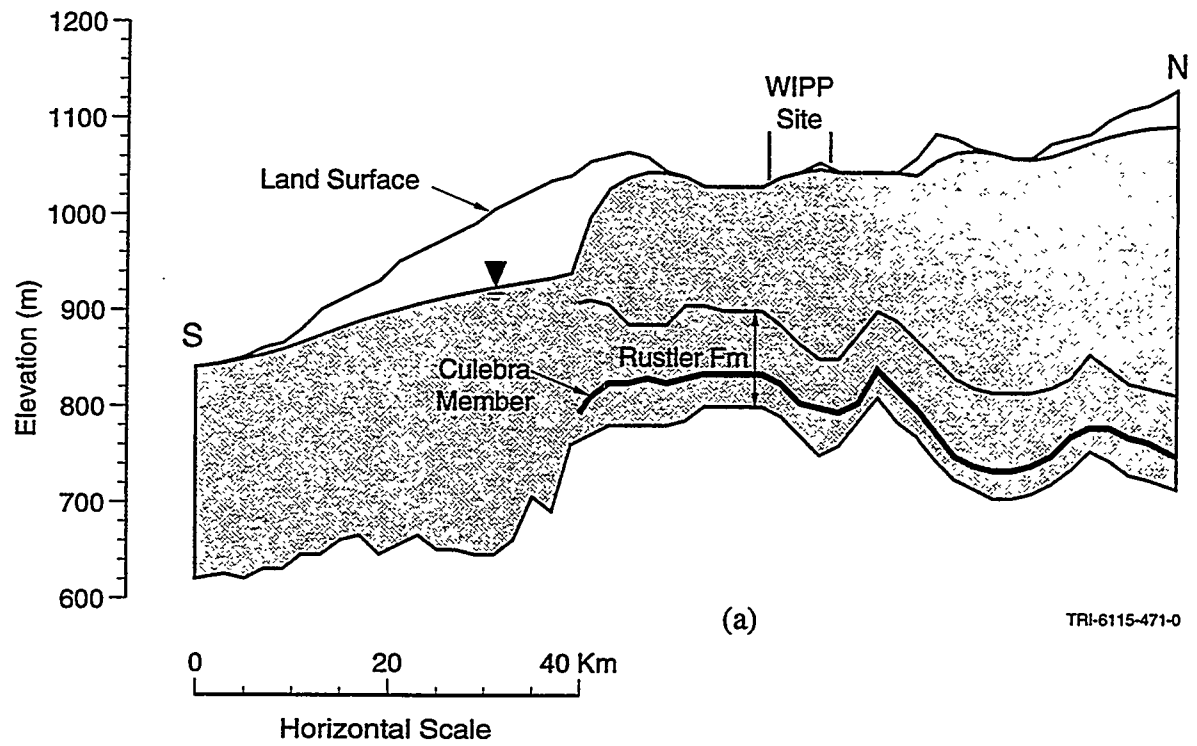 1200
1100
1000
900
800
700
600
Elevation (m)
S
N
WIPP
Site
Land Surface
Rustler Fm
Culebra
Member
(a)
TRI-6115-471-0
0 20 40 Km
Horizontal Scale